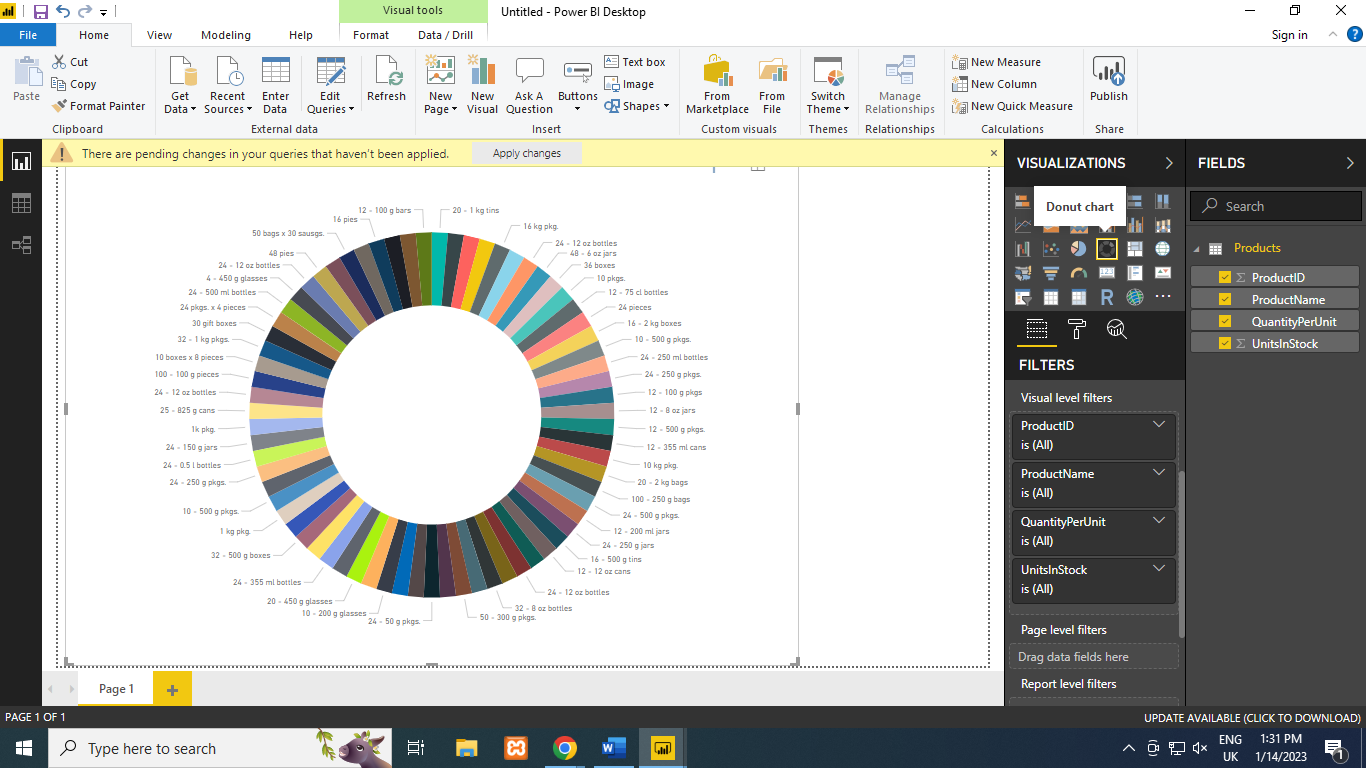 Visual tools
Untitled - Power BI Desktop
File
Home
View
Modeling
Help
Format
Data / Drill
Sign in
Paste
Cut
Copy
Format Painter
Clipboard
Get Data
Recent Sources
Enter Data
Edit Queries
Refresh
External data
New Page
New Visual
Ask A Question
Buttons
Text box
Image
Shapes
Insert
From Marketplace
From File
Custom visuals
Switch Theme
Themes
Manage Relationships
Relationships
New Measure
New Column
New Quick Measure
Calculations
Publish
Share
There are pending changes in your queries that haven't been applied.
Apply changes
12 - 100 g bars
16 pies
50 bags x 30 sausgs.
48 pies
24 - 12 oz bottles
4 - 450 g glasses
24 - 500 ml bottles
24 pkgs. x 4 pieces
30 gift boxes
32 - 1 kg pkgs.
10 boxes x 8 pieces
100 - 100 g pieces
24 - 12 oz bottles
25 - 825 g cans
1k pkg.
24 - 150 g jars
24 - 0.5 l bottles
24 - 250 g pkgs.
10 - 500 g pkgs.
1 kg pkg.
32 - 500 g boxes
24 - 355 ml bottles
20 - 450 g glasses
10 - 200 g glasses
24 - 50 g pkgs.
20 - 1 kg tins
16 kg pkg.
24 - 12 oz bottles
48 - 6 oz jars
36 boxes
10 pkgs.
12 - 75 cl bottles
24 pieces
16 - 2 kg boxes
10 - 500 g pkgs.
24 - 250 ml bottles
24 - 250 g pkgs.
12 - 100 g pkgs
12 - 8 oz jars
12 - 500 g pkgs.
12 - 355 ml cans
10 kg pkg.
20 - 2 kg bags
100 - 250 g bags
24 - 500 g pkgs.
12 - 200 ml jars
24 - 250 g jars
16 - 500 g tins
12 - 12 oz cans
24 - 12 oz bottles
32 - 8 oz bottles
50 - 300 g pkgs.
VISUALIZATIONS
Donut chart
R
FILTERS
Visual level filters
ProductID
is (All)
ProductName
is (All)
QuantityPerUnit
is (All)
UnitsInStock
is (All)
Page level filters
Drag data fields here
Report level filters
FIELDS
Search
Products
Σ ProductID
ProductName
QuantityPerUnit
Σ UnitsInStock
Page 1
PAGE 1 OF 1
UPDATE AVAILABLE (CLICK TO DOWNLOAD)
Type here to search
ENG
UK
1:31 PM
1/14/2023
1